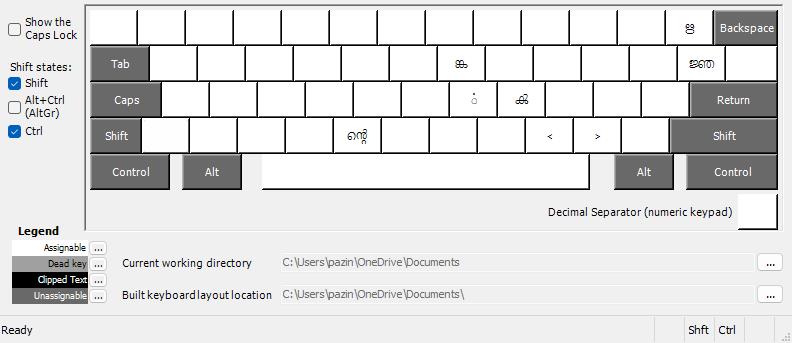 Show the
Caps Lock
Backspace
Shift states:
Tab ങ്ക ജ്ഞ
Shift
Alt+Ctrl
(AltGr)
Caps Return
Ctrl
Shift ന്റെ < > Shift
Control Alt Alt Control
Decimal Separator (numeric keypad)
Legend
Assignable ...
Dead key ...
Current working directory C:\Users\pazin\OneDrive\Documents ...
Clipped Text ...
Unassignable ...
Built keyboard layout location C:\Users\pazin\OneDrive\Documents\ ...
Ready Shft Ctrl